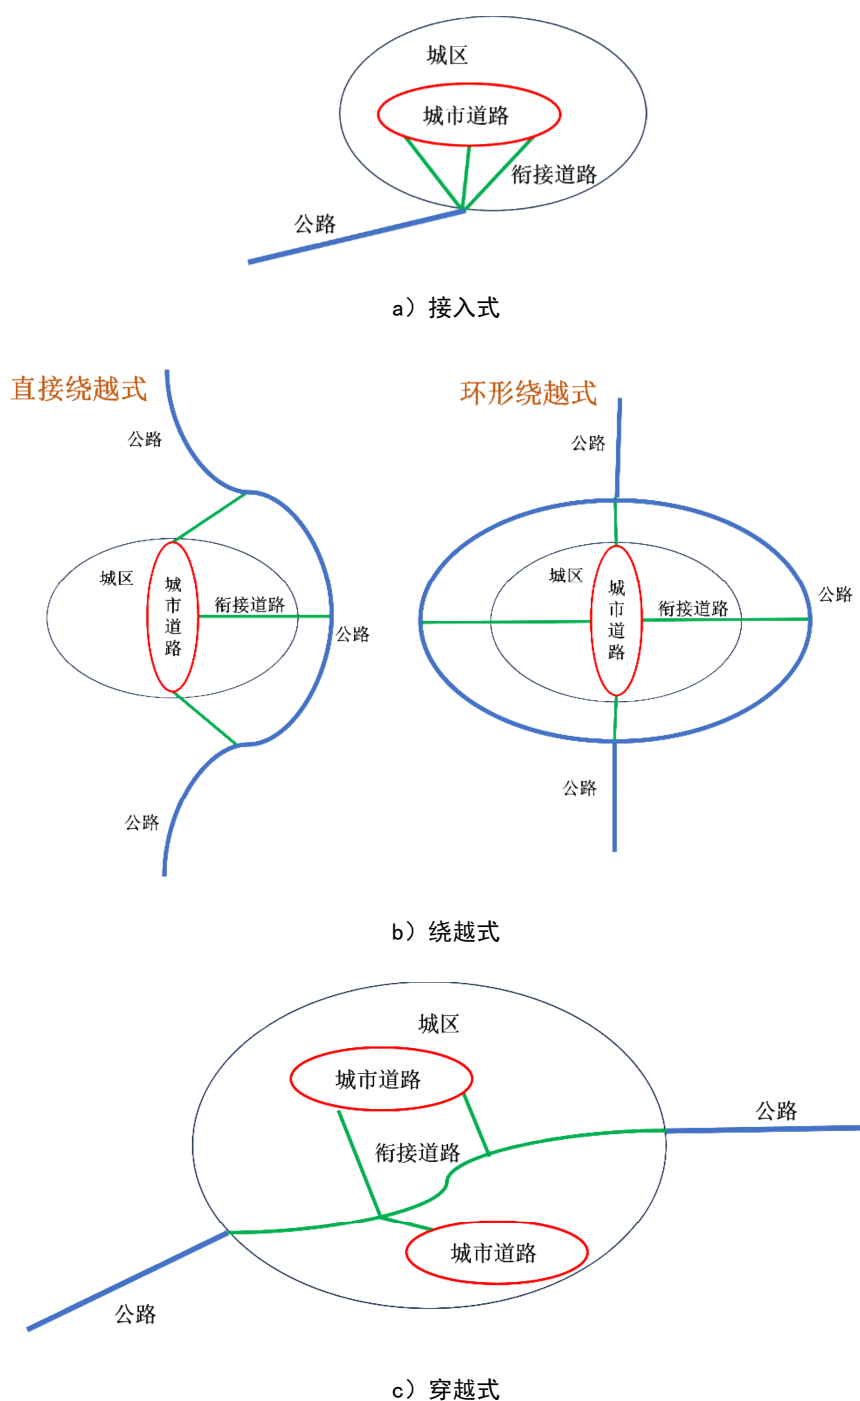 城区
城市道路
衔接道路
公路
a）接入式
直接绕越式
环形绕越式
公路
公路
城区
城市道路
衔接道路
公路
公路
城区
城市道路
衔接道路
公路
公路
b）绕越式
城区
城市道路
公路
衔接道路
城市道路
公路
c）穿越式